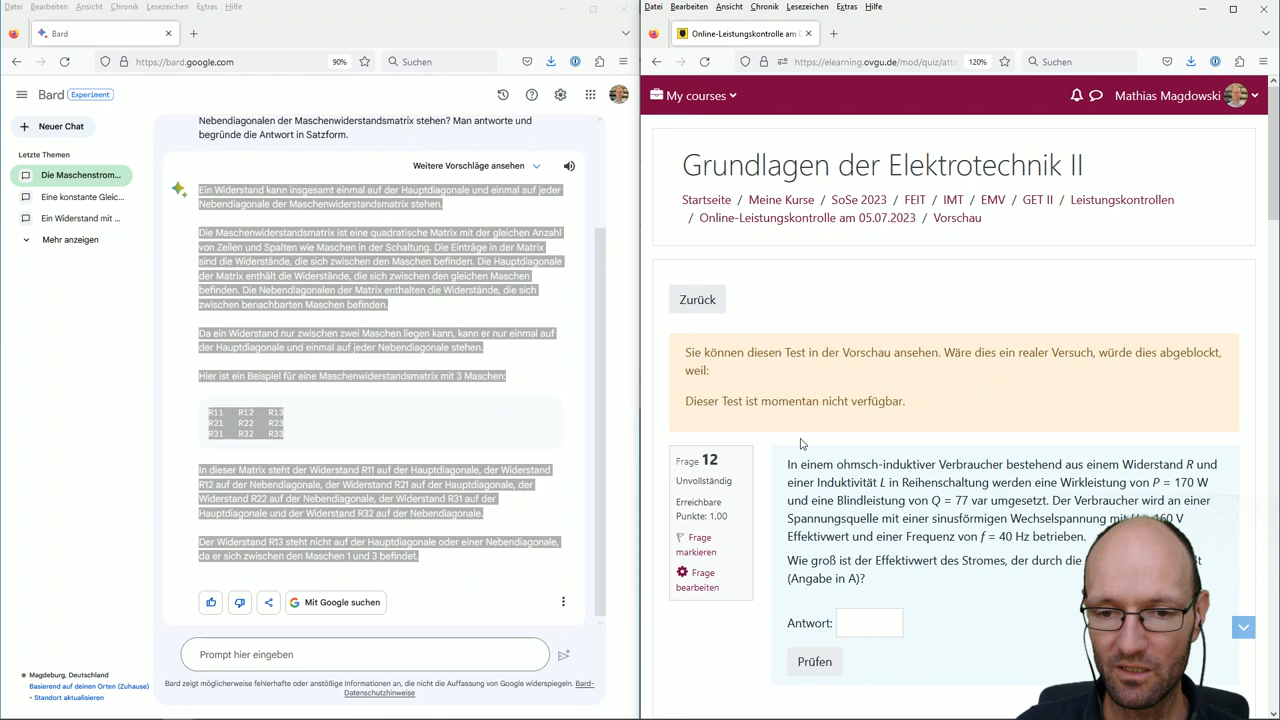 Datei Bearbeiten Ansicht Chronik Lesezeichen Extras Hilfe
Bard
https://bard.google.com
90%
Suchen
Bard Experiment
Neuer Chat
Letzte Themen
Die Maschenstrom...
Eine konstante Gleic...
Ein Widerstand mit ...
Mehr anzeigen
Magdeburg, Deutschland
Basierend auf deinen Orten (Zuhause)
Standort aktualisieren
Nebendiagonalen der Maschenwiderstandsmatrix stehen? Man antworte und
begründe die Antwort in Satzform.
Weitere Vorschläge ansehen
Ein Widerstand kann insgesamt einmal auf der Hauptdiagonale und einmal auf jeder
Nebendiagonale der Maschenwiderstandsmatrix stehen.
Die Maschenwiderstandsmatrix ist eine quadratische Matrix mit der gleichen Anzahl
von Zeilen und Spalten wie Maschen in der Schaltung. Die Einträge in der Matrix
sind die Widerstände, die sich zwischen den Maschen befinden. Die Hauptdiagonale
der Matrix enthält die Widerstände, die sich zwischen den gleichen Maschen
befinden. Die Nebendiagonalen der Matrix enthalten die Widerstände, die sich
zwischen benachbarten Maschen befinden.
Da ein Widerstand nur zwischen zwei Maschen liegen kann, kann er nur einmal auf
der Hauptdiagonale und einmal auf jeder Nebendiagonale stehen.
Hier ist ein Beispiel für eine Maschenwiderstandsmatrix mit 3 Maschen:
R11 R12 R13
R21 R22 R23
R31 R32 R33
In dieser Matrix steht der Widerstand R11 auf der Hauptdiagonale, der Widerstand
R12 auf der Nebendiagonale, der Widerstand R21 auf der Hauptdiagonale, der
Widerstand R22 auf der Nebendiagonale, der Widerstand R31 auf der
Hauptdiagonale und der Widerstand R32 auf der Nebendiagonale.
Der Widerstand R13 steht nicht auf der Hauptdiagonale oder einer Nebendiagonale,
da er sich zwischen den Maschen 1 und 3 befindet.
Mit Google suchen
Prompt hier eingeben
Bard zeigt möglicherweise fehlerhafte oder anstößige Informationen an, die nicht die Auffassung von Google widerspiegeln. Bard-
Datenschutzhinweise
Datei Bearbeiten Ansicht Chronik Lesezeichen Extras Hilfe
Online-Leistungskontrolle am 0
https://elearning.ovgu.de/mod/quiz/att
120%
Suchen
My courses
Mathias Magdowski
Grundlagen der Elektrotechnik II
Startseite / Meine Kurse / SoSe 2023 / FEIT / IMT / EMV / GET II / Leistungskontrollen
/ Online-Leistungskontrolle am 05.07.2023 / Vorschau
Zurück
Sie können diesen Test in der Vorschau ansehen. Wäre dies ein realer Versuch, würde dies abgeblockt,
weil:
Dieser Test ist momentan nicht verfügbar.
Frage 12
Unvollständig
Erreichbare
Punkte: 1,00
Frage
markieren
Frage
bearbeiten
In einem ohmsch-induktiver Verbraucher bestehend aus einem Widerstand R und
einer Induktivität L in Reihenschaltung werden eine Wirkleistung von P = 170 W
und eine Blindleistung von Q = 77 var umgesetzt. Der Verbraucher wird an einer
Spannungsquelle mit einer sinusförmigen Wechselspannung mit 160 V
Effektivwert und einer Frequenz von f = 40 Hz betrieben.
Wie groß ist der Effektivwert des Stromes, der durch die
(Angabe in A)?
Antwort:
Prüfen